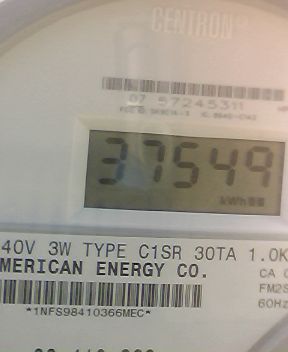 CENTRON®
07 57245311
37549
kWh
40V 3W TYPE C1SR 30TA 1.0K
MERICAN ENERGY CO.
CA 0
FM2S
60Hz
*1NFS98410366MEC*